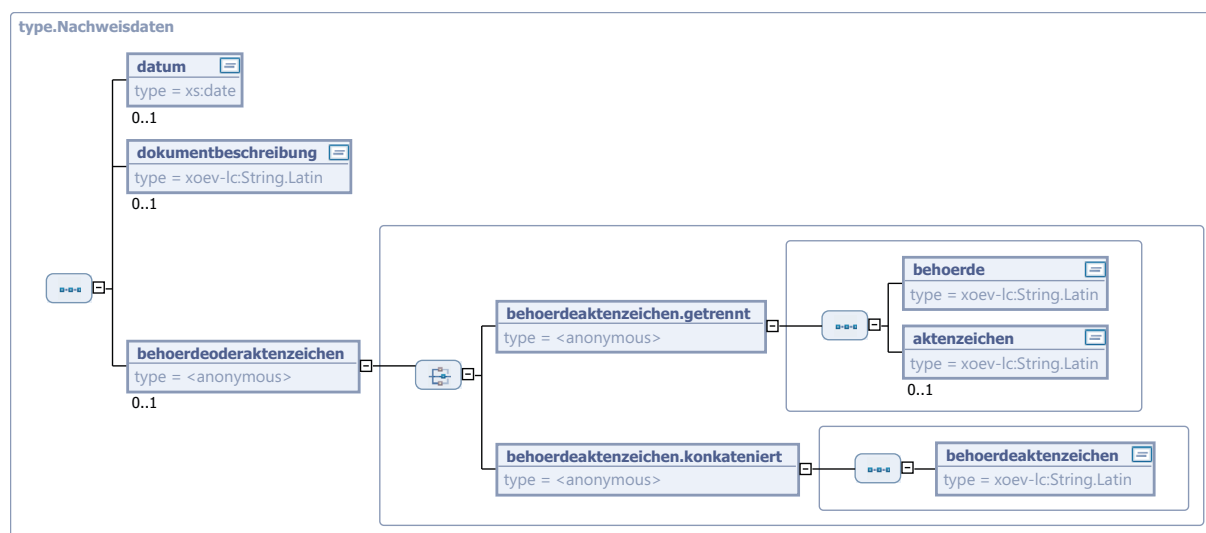 type.Nachweisdaten
datum
type = xs:date
0..1
dokumentbeschreibung
type = xoev-lc:String.Latin
0..1
behoerdeoderaktenzeichen
type = <anonymous>
0..1
behoerdeaktenzeichen.getrennt
type = <anonymous>
behoerde
type = xoev-lc:String.Latin
aktenzeichen
type = xoev-lc:String.Latin
0..1
behoerdeaktenzeichen.konkateniert
type = <anonymous>
behoerdeaktenzeichen
type = xoev-lc:String.Latin